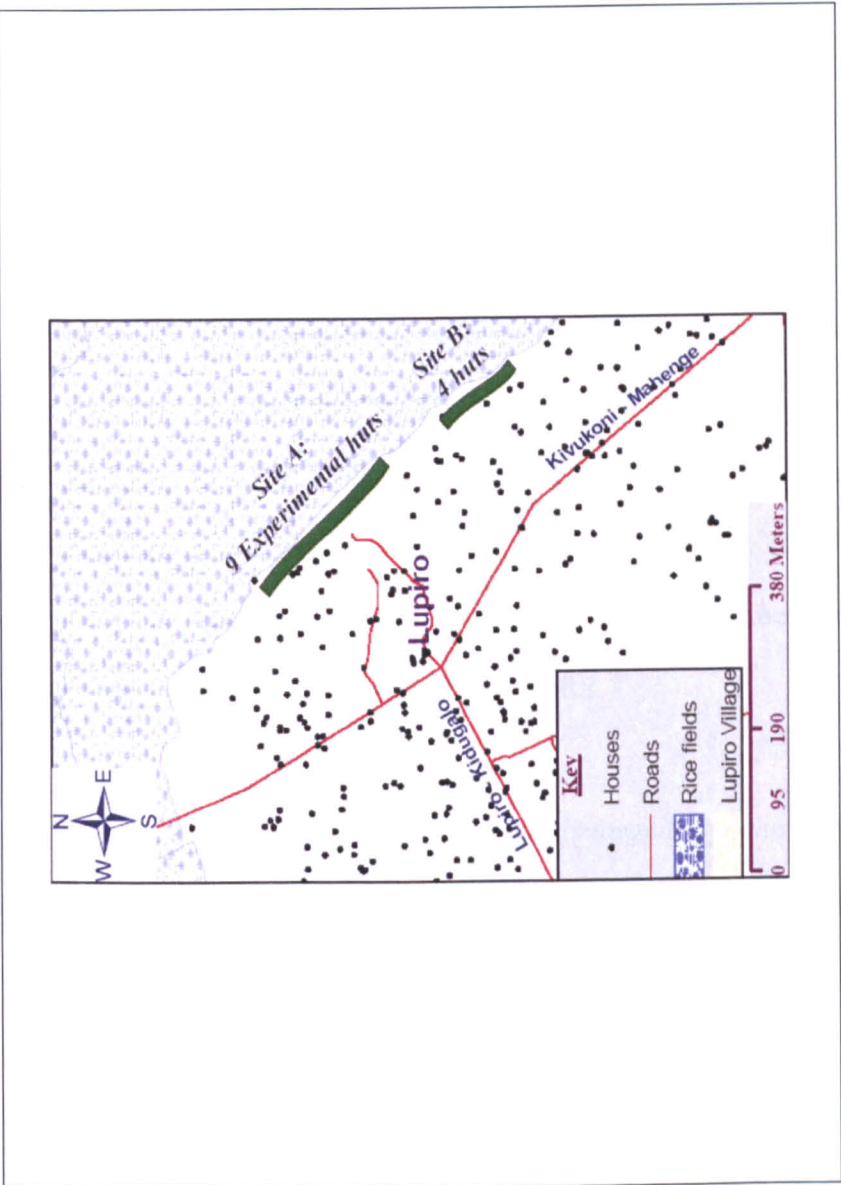 N
W E
S
Site A:
9 Experimental huts
Site B:
4 huts
Lupiro
Lupiro Kidugalo
Kivukoni - Mahenge
Key
Houses
Roads
Rice fields
Lupiro Village
0 95 190 380 Meters